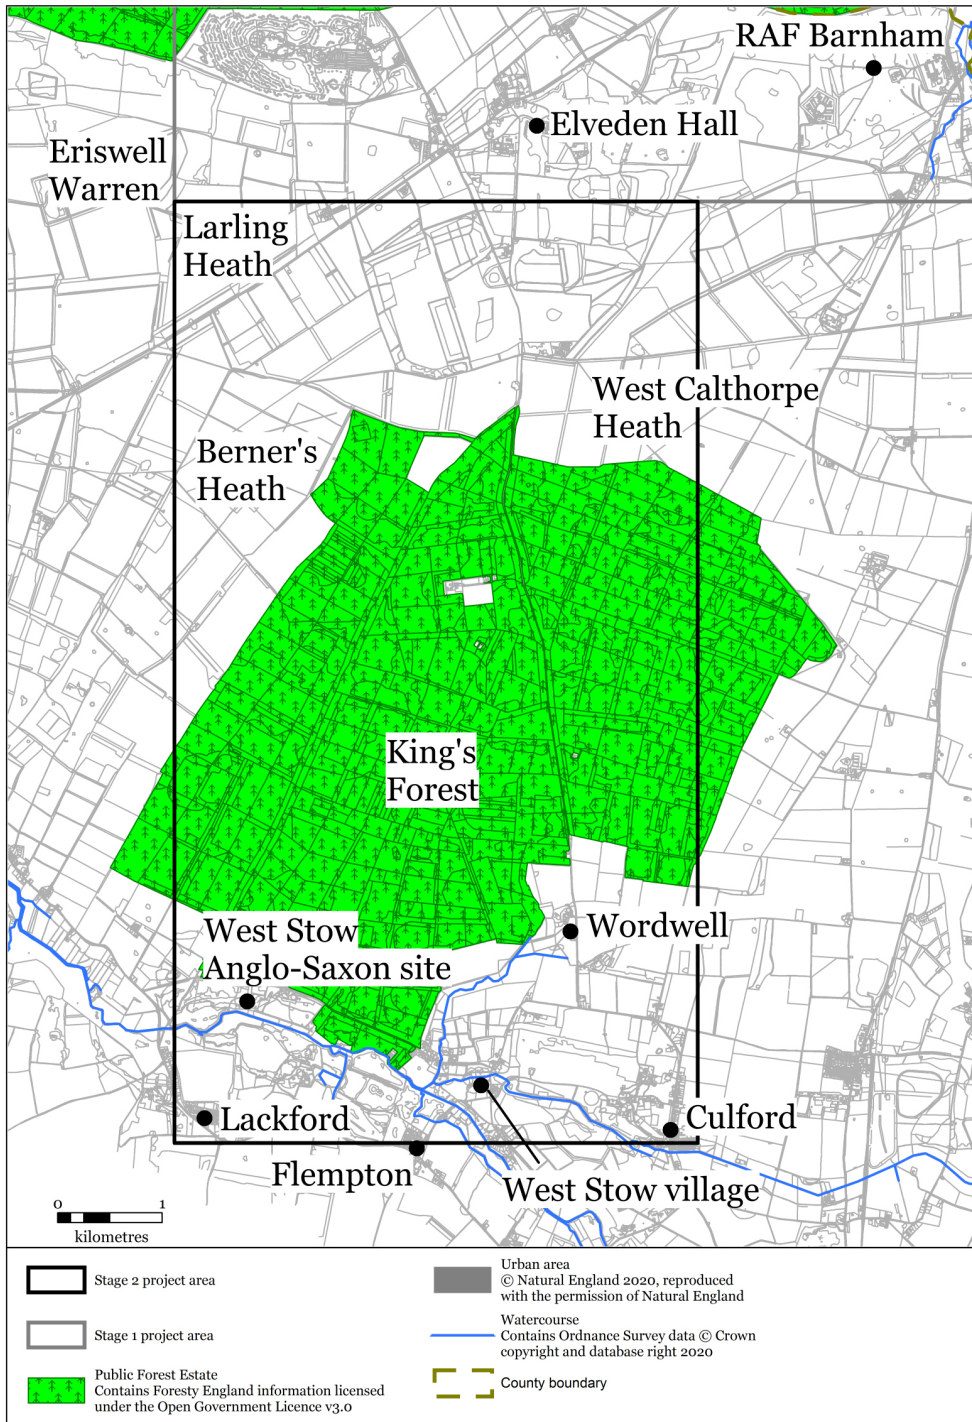 RAF Barnham
Elveden Hall
Eriswell
Warren
Larling
Heath
West Calthorpe
Heath
Berner's
Heath
King's
Forest
Wordwell
West Stow
Anglo-Saxon site
Lackford
Culford
Flempton
West Stow village
0 1
kilometres
Stage 2 project area
Stage 1 project area
Public Forest Estate
Contains Foresty England information licensed
under the Open Government Licence v3.0
Urban area
© Natural England 2020, reproduced
with the permission of Natural England
Watercourse
Contains Ordnance Survey data © Crown
copyright and database right 2020
County boundary